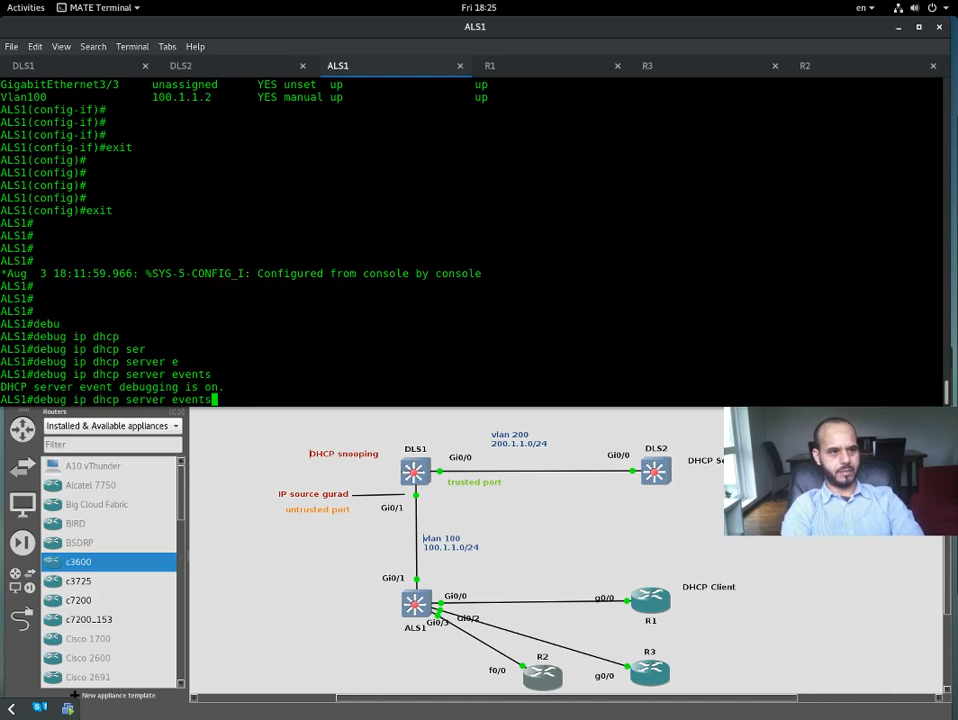 Activities MATE Terminal Fri 18:25 en
ALS1
File Edit View Search Terminal Tabs Help
DLS1 × DLS2 × ALS1 × R1 × R3 × R2 ×
GigabitEthernet3/3 unassigned YES unset up up
Vlan100 100.1.1.2 YES manual up up
ALS1(config-if)#
ALS1(config-if)#
ALS1(config-if)#
ALS1(config-if)#exit
ALS1(config)#
ALS1(config)#
ALS1(config)#
ALS1(config)#
ALS1(config)#exit
ALS1#
ALS1#
ALS1#
ALS1#
*Aug 3 18:11:59.966: %SYS-5-CONFIG_I: Configured from console by console
ALS1#
ALS1#
ALS1#
ALS1#debu
ALS1#debug ip dhcp
ALS1#debug ip dhcp ser
ALS1#debug ip dhcp server e
ALS1#debug ip dhcp server events
DHCP server event debugging is on.
ALS1#debug ip dhcp server events
Routers
Installed & Available appliances
Filter
A10 vThunder
Alcatel 7750
Big Cloud Fabric
BIRD
BSDRP
c3600
c3725
c7200
c7200_153
Cisco 1700
Cisco 2600
Cisco 2691
New appliance template
vlan 200
200.1.1.0/24
DHCP snooping
DLS1
Gi0/0
Gi0/0
DLS2
DHCP Se
trusted port
IP source gurad
untrusted port
Gi0/1
vlan 100
100.1.1.0/24
Gi0/1
Gi0/0
g0/0
DHCP Client
R1
ALS1
Gi0/3
Gi0/2
R2
f0/0
R3
g0/0